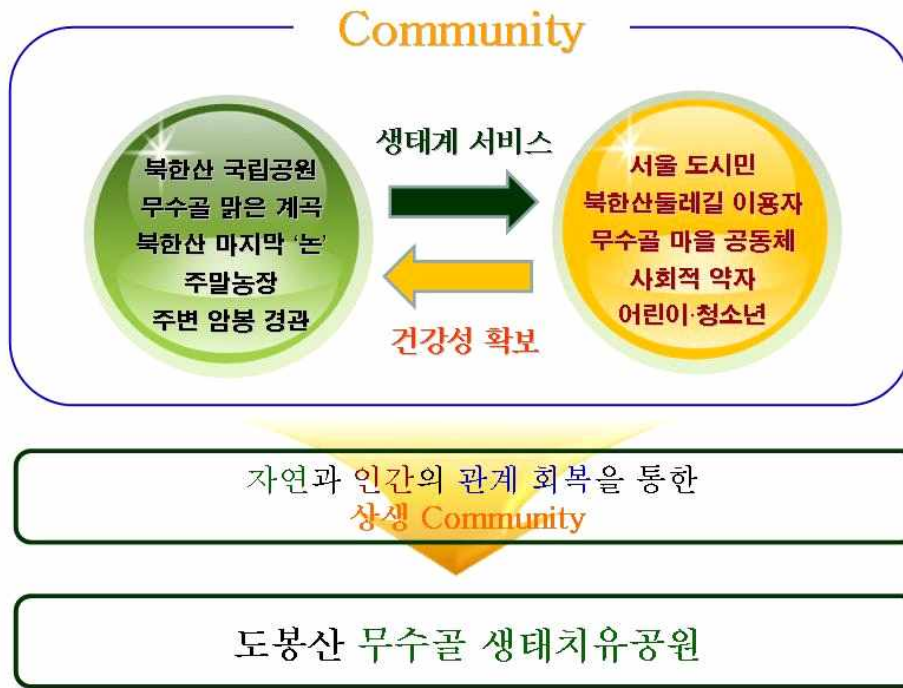 Community
북한산 국립공원
무수골 맑은 계곡
북한산 마지막 ‘논’
주말농장
주변 암봉 경관
생태계 서비스
건강성 확보
서울 도시민
북한산둘레길 이용자
무수골 마을 공동체
사회적 약자
어린이·청소년
자연과 인간의 관계 회복을 통한
상생 Community
도봉산 무수골 생태치유공원